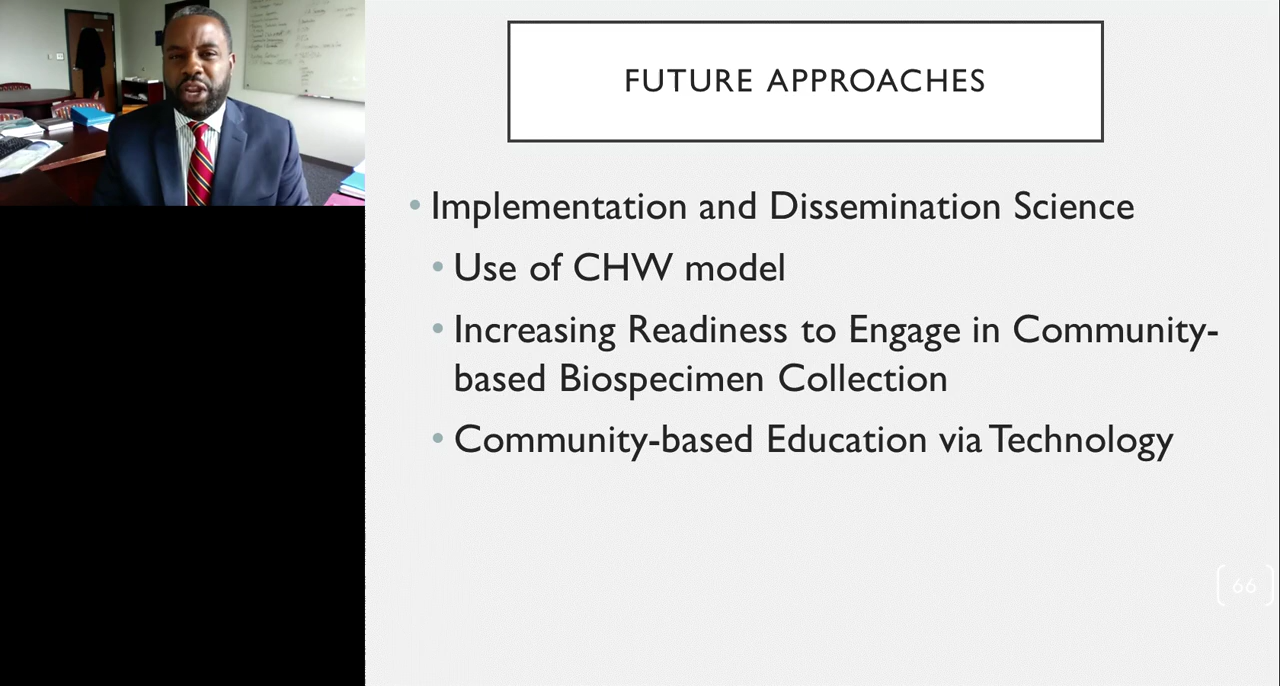 FUTURE APPROACHES
• Implementation and Dissemination Science
• Use of CHW model
• Increasing Readiness to Engage in Community-
based Biospecimen Collection
• Community-based Education via Technology
66